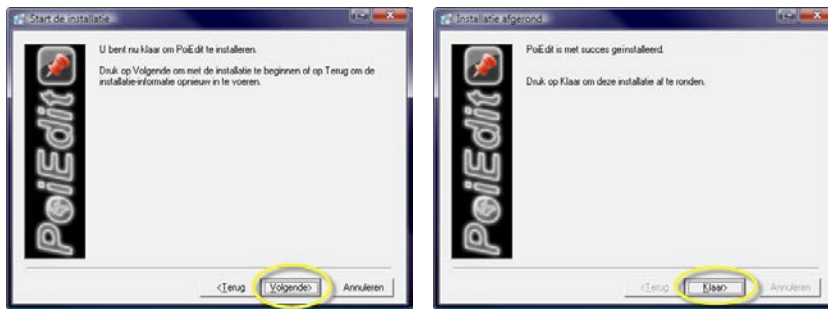 Start de installatie
U bent nu klaar om PoiEdit te installeren.
Druk op Volgende om met de installatie te beginnen of op Terug om de
installatie-informatie opnieuw in te voeren.
PoiEdit
<Terug Volgende> Annuleren
Installatie afgerond
PoiEdit is met succes geïnstalleerd.
Druk op Klaar om deze installatie af te ronden.
PoiEdit
<Terug Klaar> Annuleren